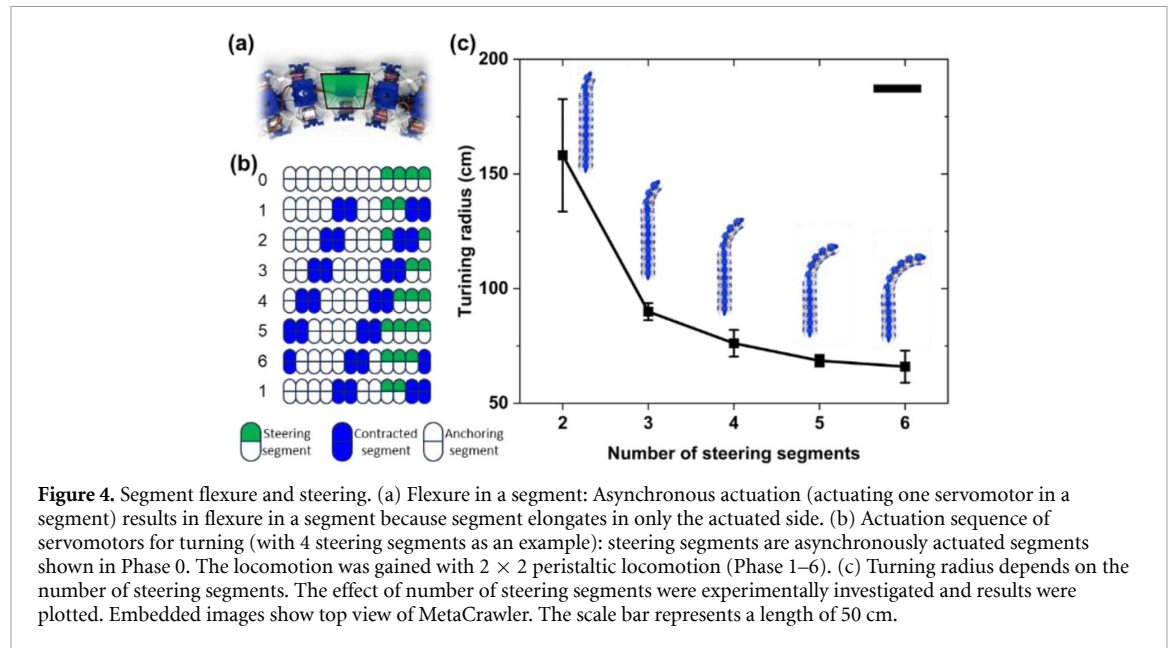 (a)
(b)
0
1
2
3
4
5
6
1
Steering
segment
Contracted
segment
Anchoring
segment
(c)
200
150
100
50
Turining radius (cm)
2 3 4 5 6
Number of steering segments
Figure 4. Segment flexure and steering. (a) Flexure in a segment: Asynchronous actuation (actuating one servomotor in a
segment) results in flexure in a segment because segment elongates in only the actuated side. (b) Actuation sequence of
servomotors for turning (with 4 steering segments as an example): steering segments are asynchronously actuated segments
shown in Phase 0. The locomotion was gained with 2 × 2 peristaltic locomotion (Phase 1–6). (c) Turning radius depends on the
number of steering segments. The effect of number of steering segments were experimentally investigated and results were
plotted. Embedded images show top view of MetaCrawler. The scale bar represents a length of 50 cm.